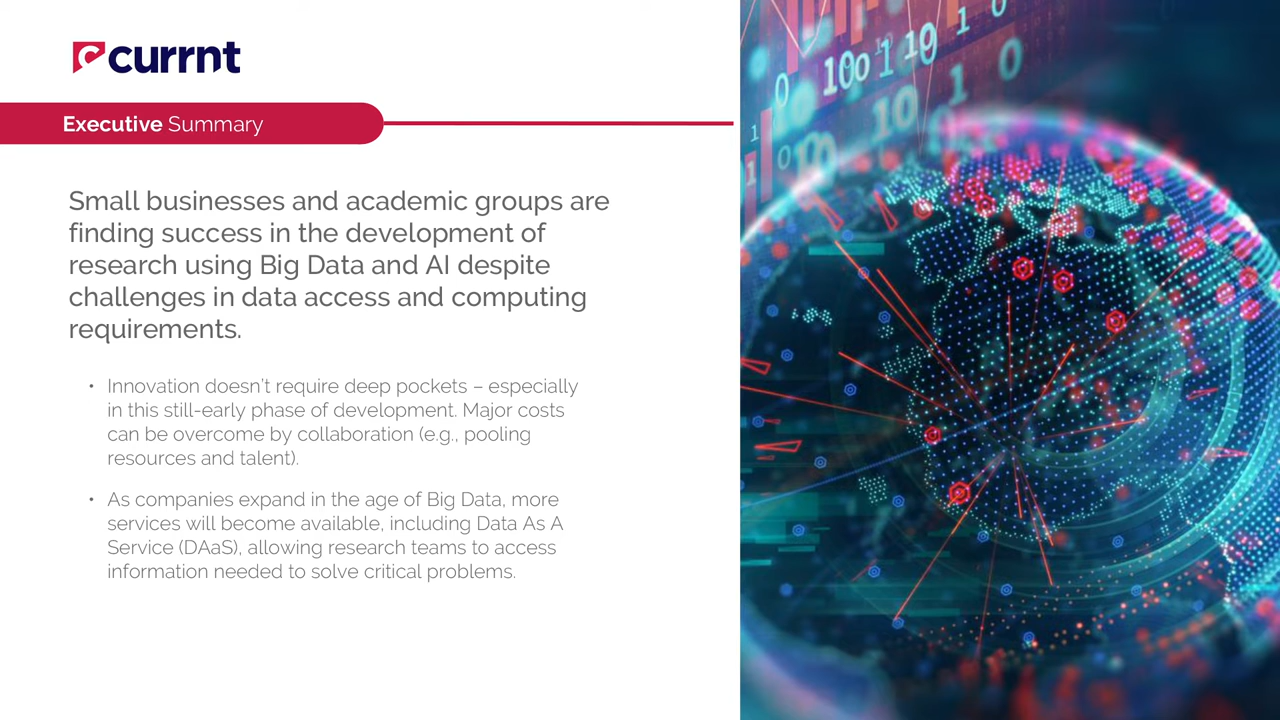 currnt
Executive Summary
Small businesses and academic groups are
finding success in the development of
research using Big Data and AI despite
challenges in data access and computing
requirements.
• Innovation doesn't require deep pockets – especially
in this still-early phase of development. Major costs
can be overcome by collaboration (e.g., pooling
resources and talent).
• As companies expand in the age of Big Data, more
services will become available, including Data As A
Service (DAaS), allowing research teams to access
information needed to solve critical problems.